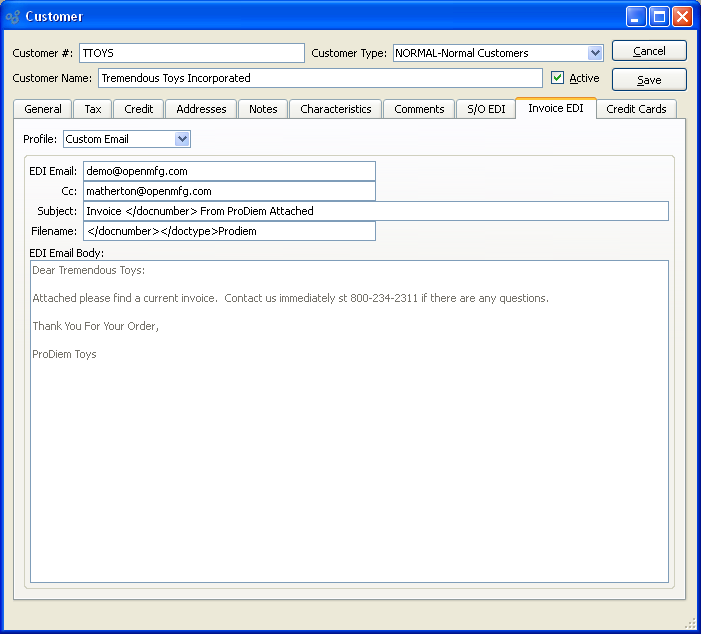 Customer
Customer #: TTOYS Customer Type: NORMAL-Normal Customers Cancel
Customer Name: Tremendous Toys Incorporated Active Save
General Tax Credit Addresses Notes Characteristics Comments S/O EDI Invoice EDI Credit Cards
Profile: Custom Email
EDI Email: demo@openmfg.com
Cc: matherton@openmfg.com
Subject: Invoice </docnumber> From ProDiem Attached
Filename: </docnumber></doctype>Prodiem
EDI Email Body:
Dear Tremendous Toys:
Attached please find a current invoice.  Contact us immediately st 800-234-2311 if there are any questions.
Thank You For Your Order,
ProDiem Toys